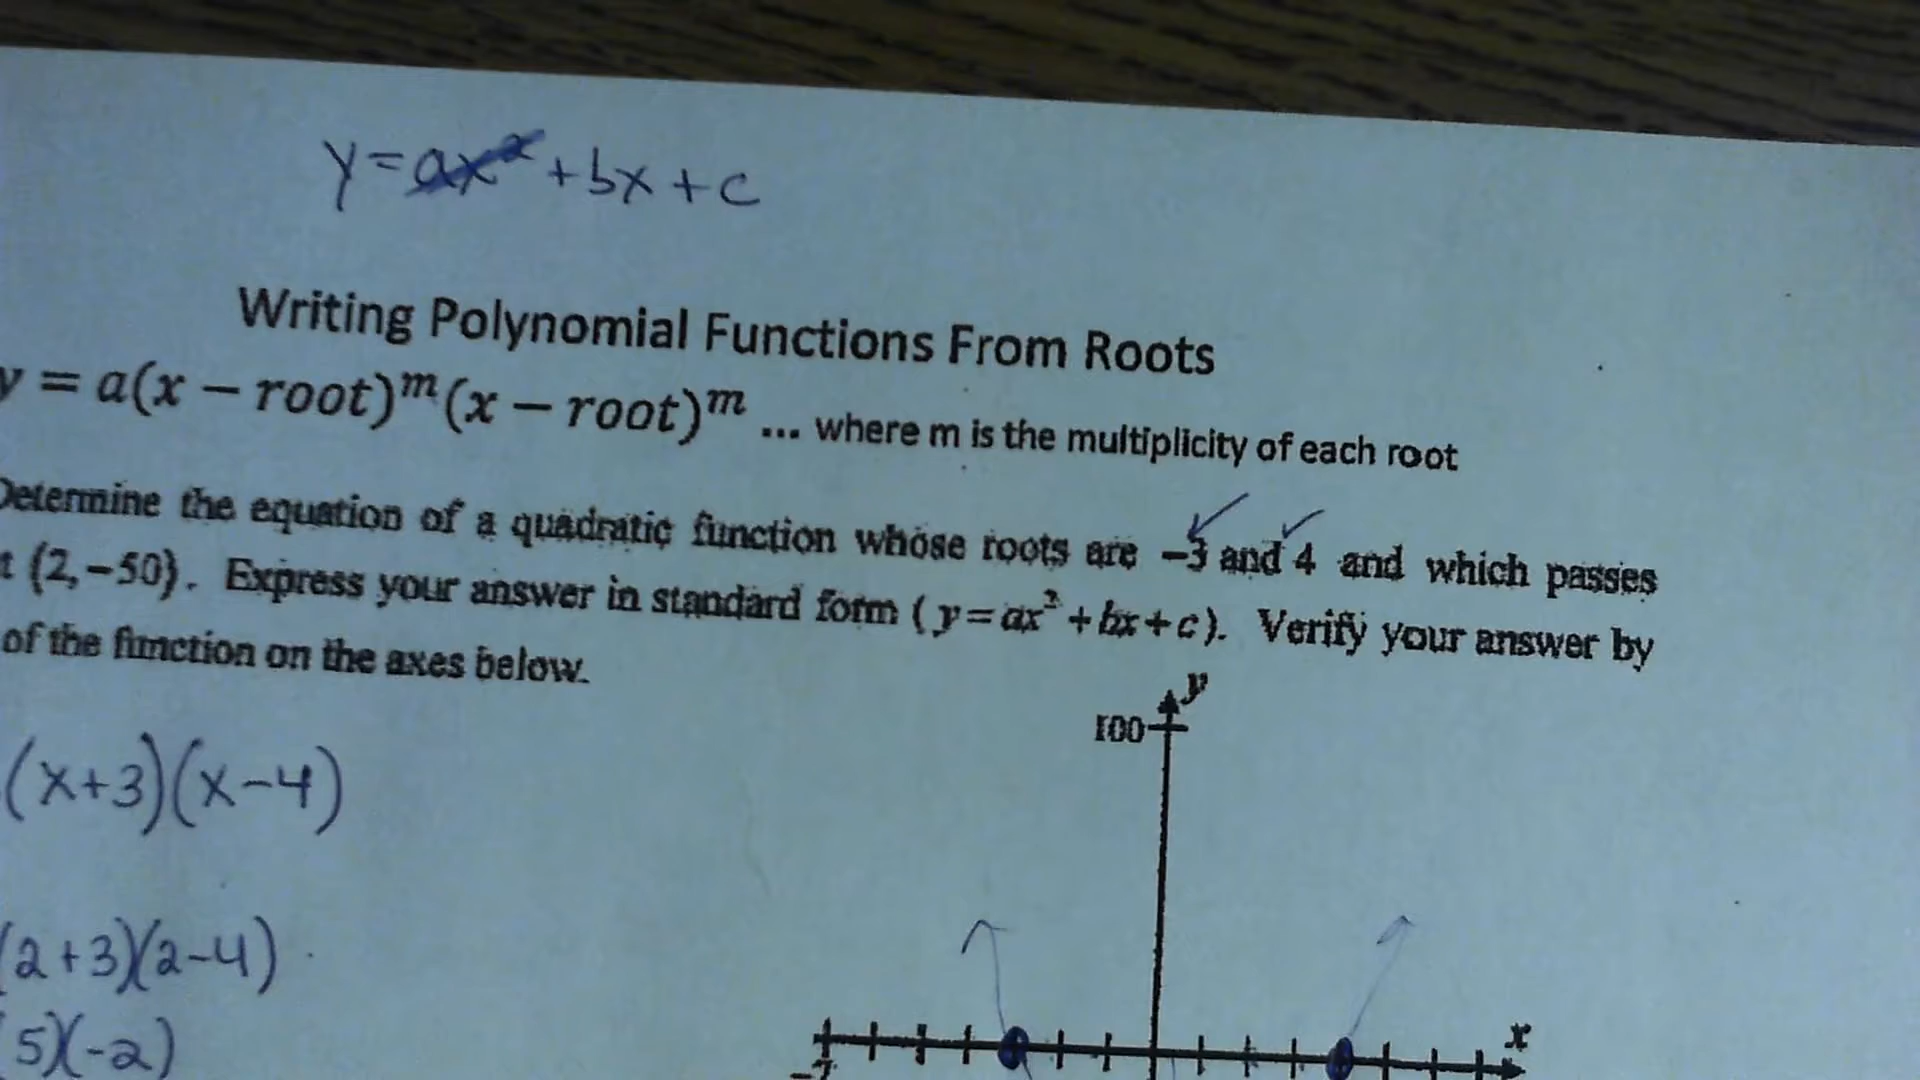 y=ax²+bx+c
Writing Polynomial Functions From Roots
y = a(x − root)ᵐ(x − root)ᵐ ... where m is the multiplicity of each root
Determine the equation of a quadratic function whose roots are −3 and 4 and which passes
t (2,−50). Express your answer in standard form (y=ax²+bx+c). Verify your answer by
of the function on the axes below.
y
100
(x+3)(x-4)
(2+3)(2-4)
(5)(-2)
x
-7